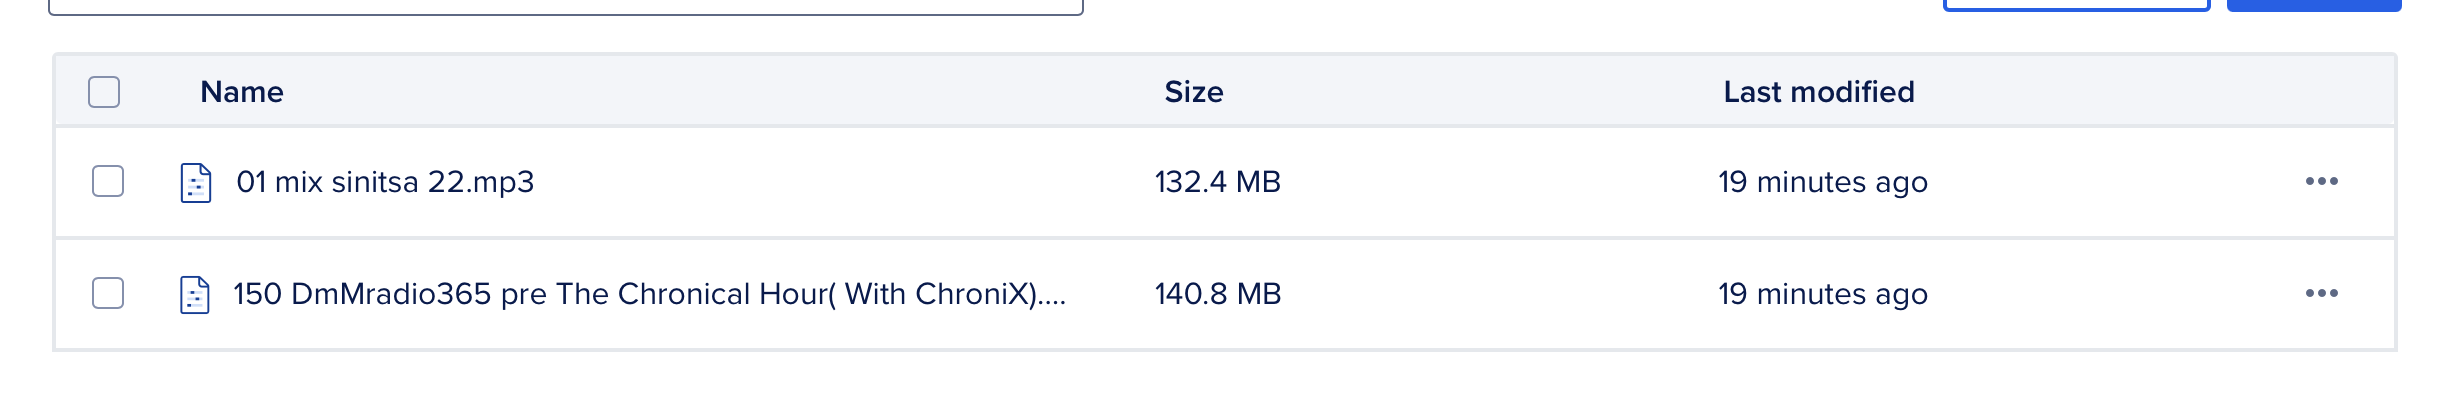 Name Size Last modified
01 mix sinitsa 22.mp3 132.4 MB 19 minutes ago
150 DmMradio365 pre The Chronical Hour( With ChroniX).... 140.8 MB 19 minutes ago